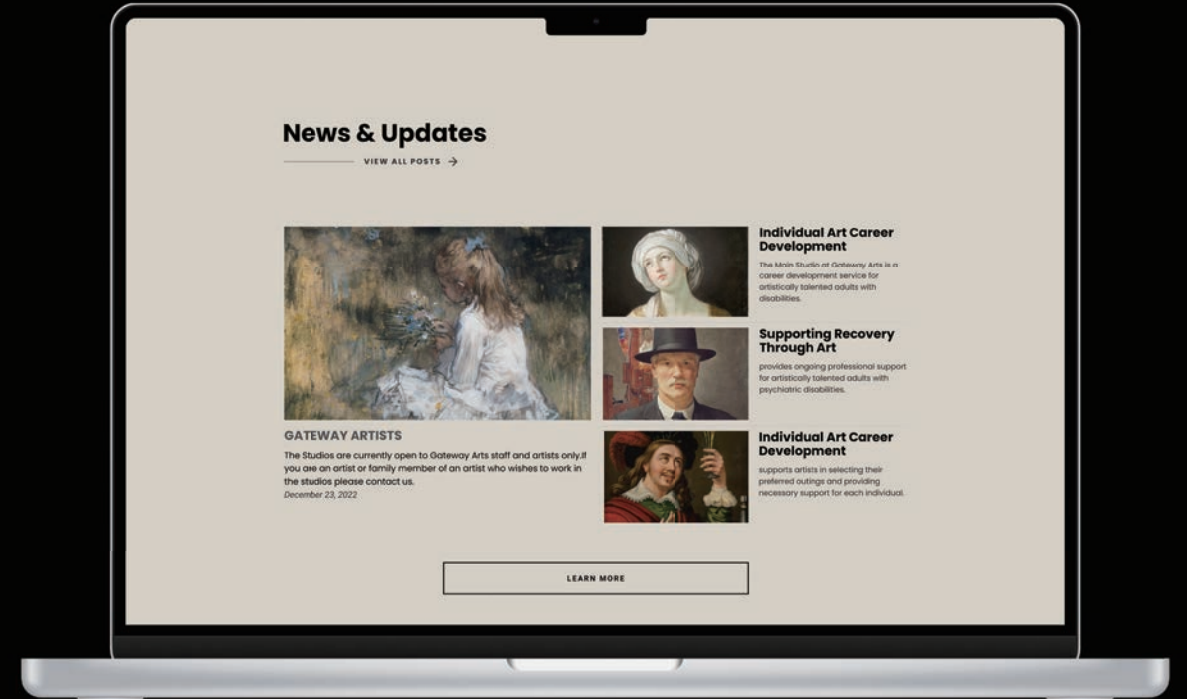 News & Updates
VIEW ALL POSTS
GATEWAY ARTISTS
The Studios are currently open to Gateway Arts staff and artists only.If
you are an artist or family member of an artist who wishes to work in
the studios please contact us.
December 23, 2022
Individual Art Career
Development
The Main Studio at Gateway Arts is a
career development service for
artistically talented adults with
disabilities.
Supporting Recovery
Through Art
provides ongoing professional support
for artistically talented adults with
psychiatric disabilities.
Individual Art Career
Development
supports artists in selecting their
preferred outings and providing
necessary support for each individual.
LEARN MORE